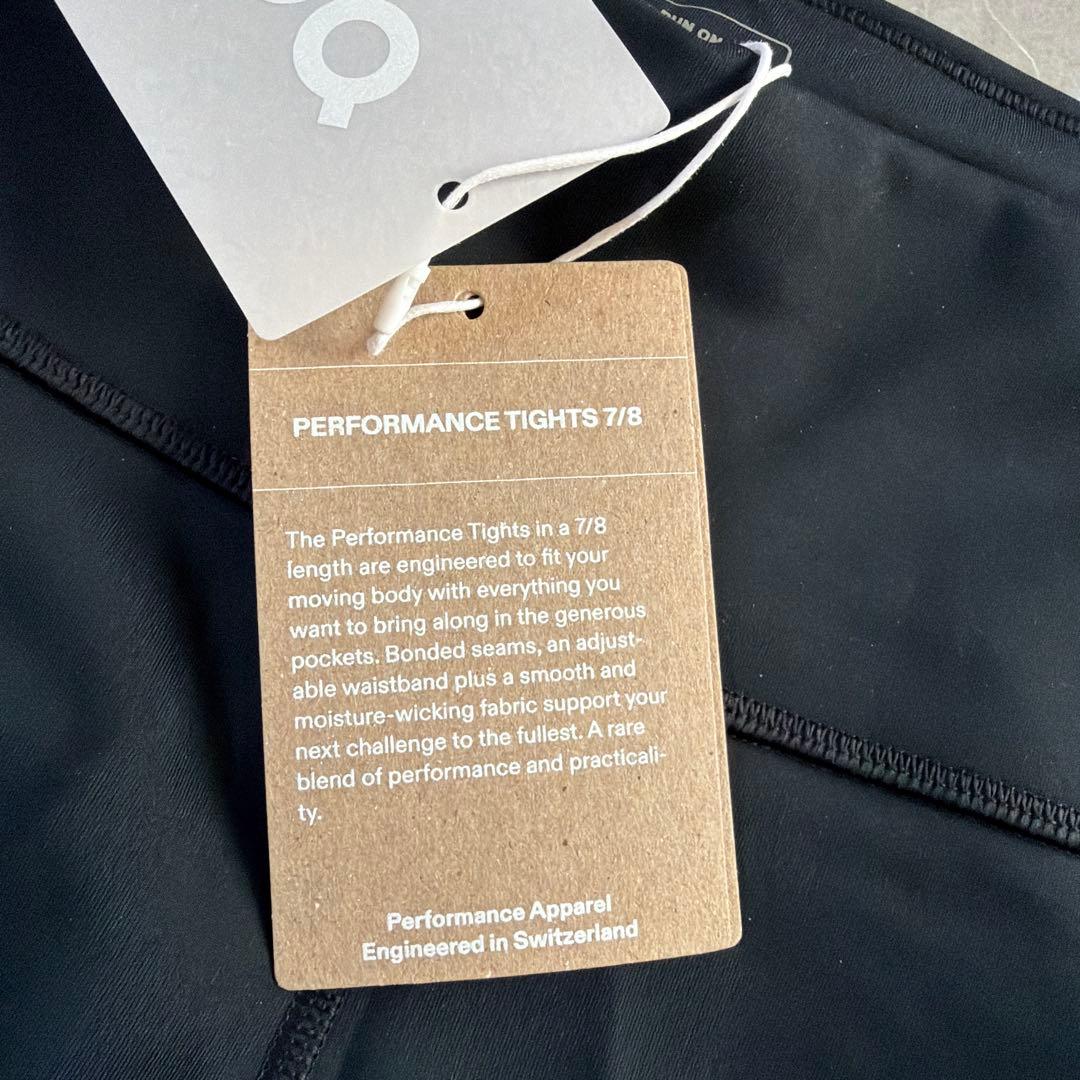 RUN ON
PERFORMANCE TIGHTS 7/8
The Performance Tights in a 7/8
length are engineered to fit your
moving body with everything you
want to bring along in the generous
pockets. Bonded seams, an adjust-
able waistband plus a smooth and
moisture-wicking fabric support your
next challenge to the fullest. A rare
blend of performance and practicali-
ty.
Performance Apparel
Engineered in Switzerland